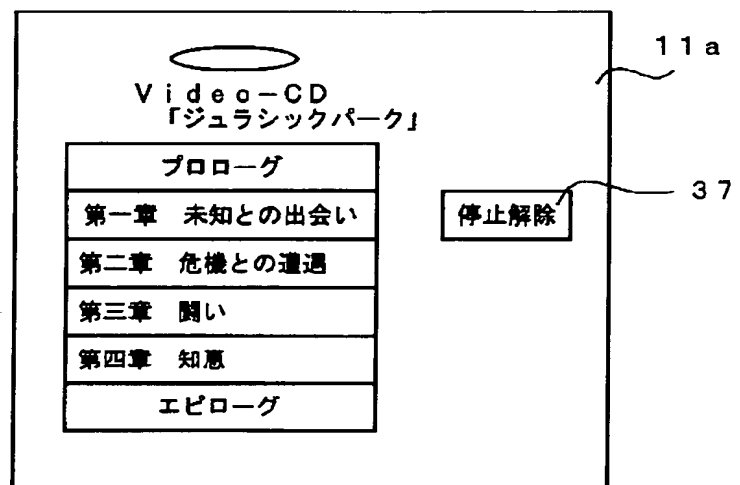 11a
Video-CD
「ジュラシックパーク」
プロローグ
第一章 未知との出会い
停止解除
37
第二章 危機との遭遇
第三章 闘い
第四章 知恵
エピローグ